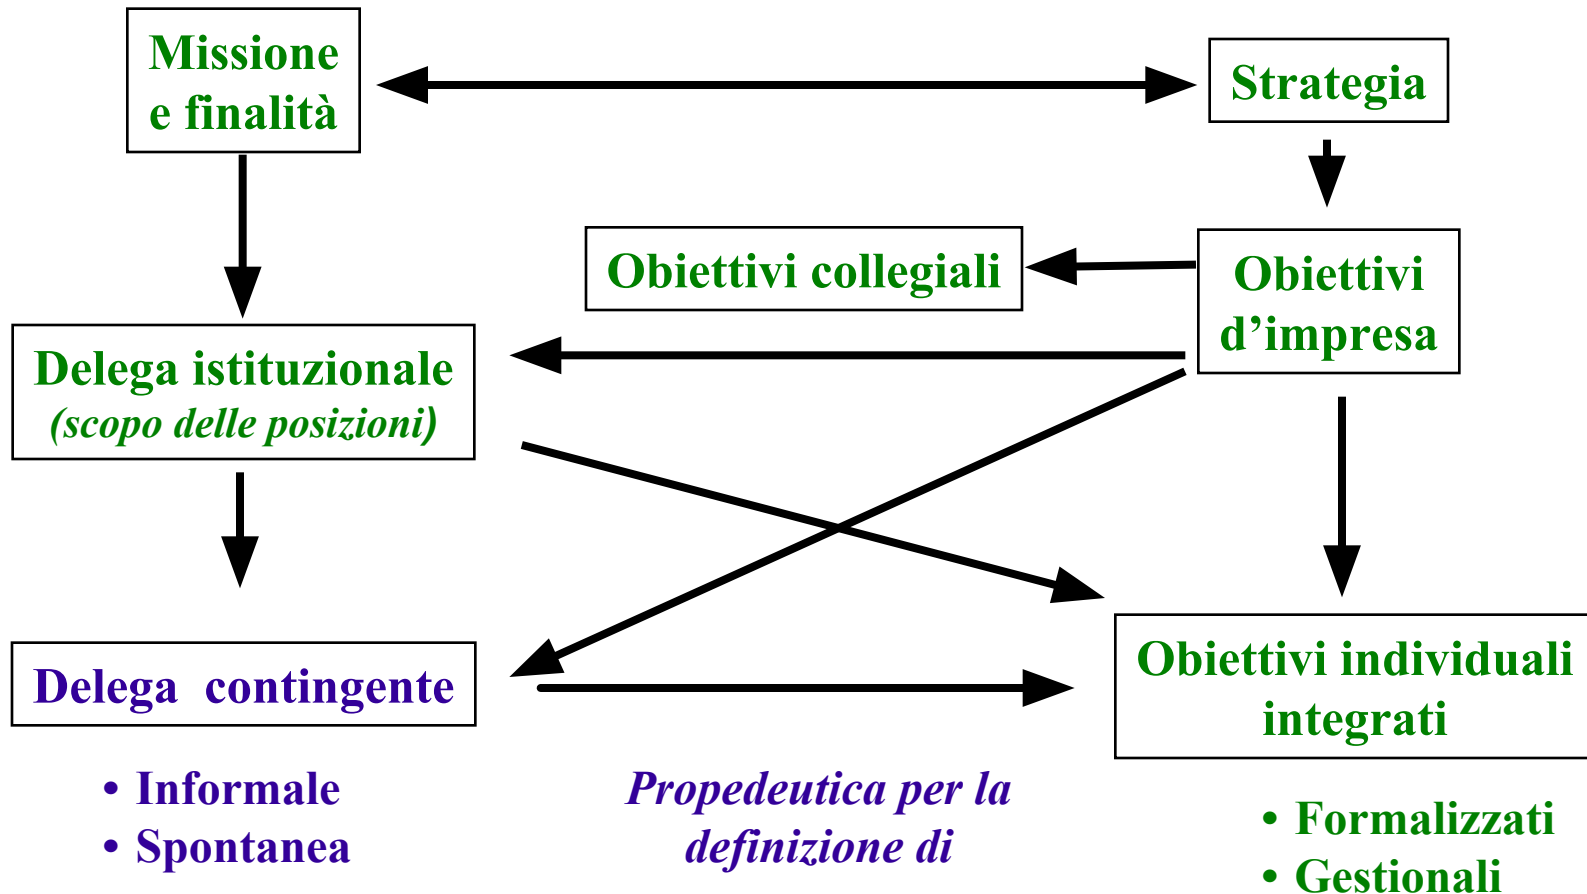 Missione
e finalità
Strategia
Obiettivi collegiali
Obiettivi
d’impresa
Delega istituzionale
(scopo delle posizioni)
Delega contingente
Obiettivi individuali
integrati
• Informale
• Spontanea
Propedeutica per la
definizione di
• Formalizzati
• Gestionali